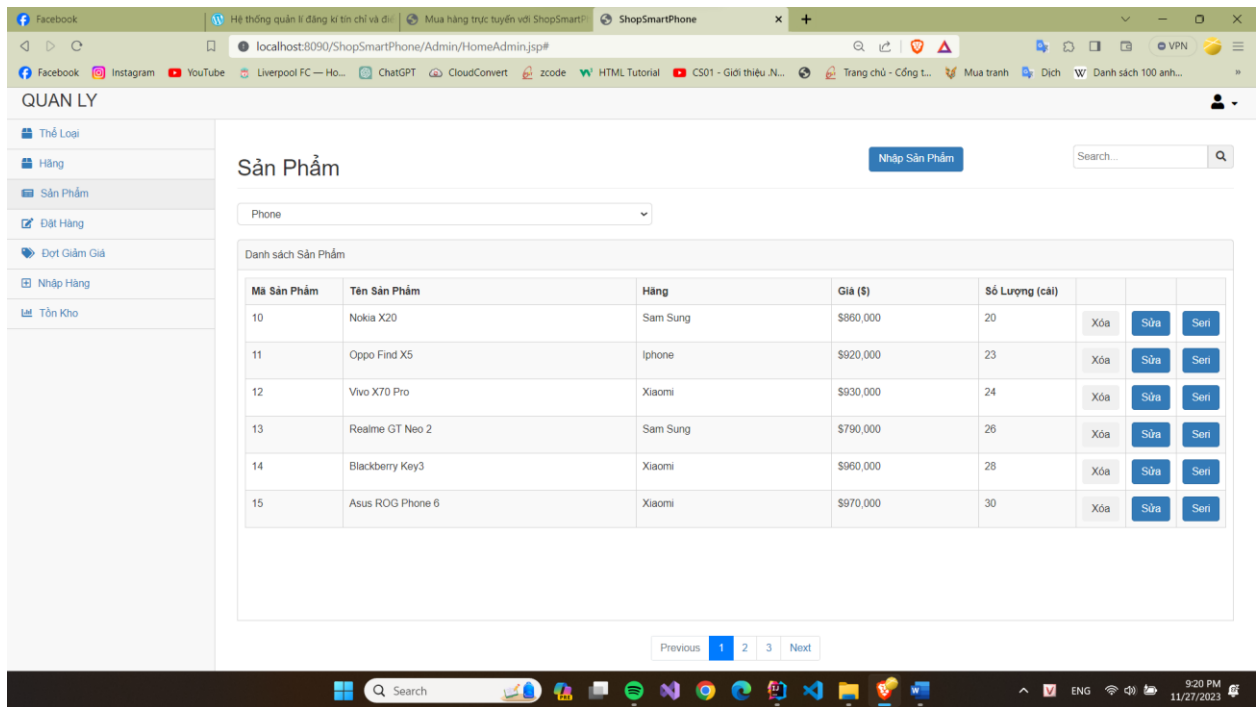 Facebook
Hệ thống quản lí đăng kí tín chỉ và điể
Mua hàng trực tuyến với ShopSmartPh
ShopSmartPhone
localhost:8090/ShopSmartPhone/Admin/HomeAdmin.jsp#
VPN
Facebook Instagram YouTube Liverpool FC — Ho... ChatGPT CloudConvert zcode HTML Tutorial CS01 - Giới thiệu .N... Trang chủ - Cổng t... Mua tranh Dịch Danh sách 100 anh... »
QUAN LY
Thể Loại
Hãng
Sản Phẩm
Đặt Hàng
Đợt Giảm Giá
Nhập Hàng
Tồn Kho
Sản Phẩm
Nhập Sản Phẩm
Search...
Phone
Danh sách Sản Phẩm
Mã Sản Phẩm Tên Sản Phẩm Hãng Giá ($) Số Lượng (cái)
10 Nokia X20 Sam Sung $860,000 20 Xóa Sửa Seri
11 Oppo Find X5 Iphone $920,000 23 Xóa Sửa Seri
12 Vivo X70 Pro Xiaomi $930,000 24 Xóa Sửa Seri
13 Realme GT Neo 2 Sam Sung $790,000 26 Xóa Sửa Seri
14 Blackberry Key3 Xiaomi $960,000 28 Xóa Sửa Seri
15 Asus ROG Phone 6 Xiaomi $970,000 30 Xóa Sửa Seri
Previous 1 2 3 Next
Search
ENG
9:20 PM
11/27/2023